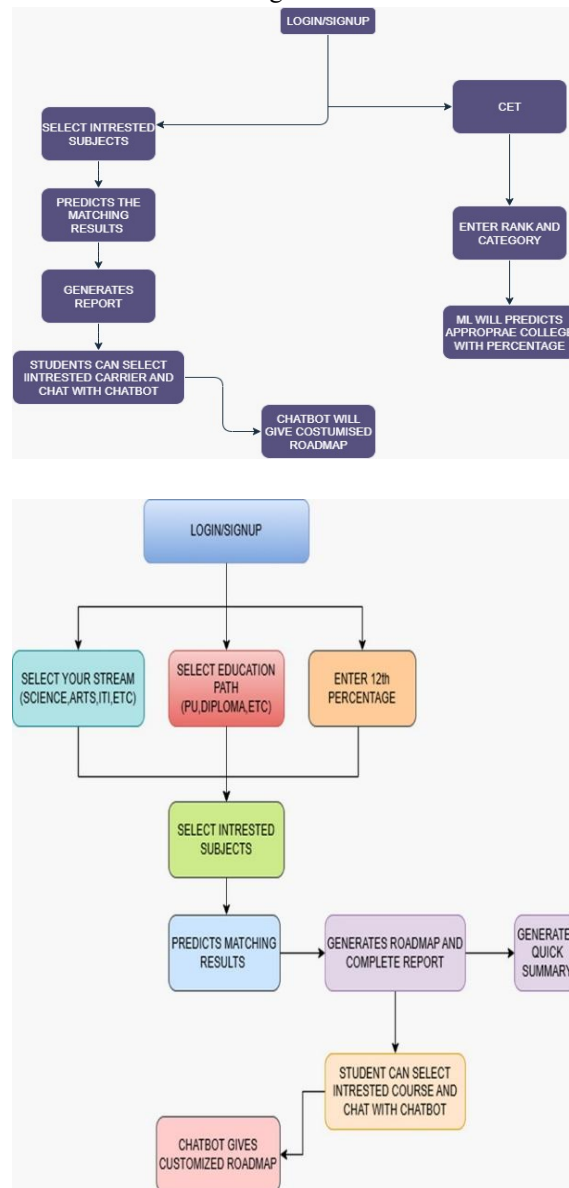 LOGIN/SIGNUP
CET
SELECT INTRESTED
SUBJECTS
PREDICTS THE
MATCHING
RESULTS
ENTER RANK AND
CATEGORY
GENERATES
REPORT
ML WILL PREDICTS
APPROPRAE COLLEGE
WITH PERCENTAGE
STUDENTS CAN SELECT
IINTRESTED CARRIER AND
CHAT WITH CHATBOT
CHATBOT WILL
GIVE COSTUMISED
ROADMAP
LOGIN/SIGNUP
SELECT YOUR STREAM
(SCIENCE,ARTS,ITI,ETC)
SELECT EDUCATION
PATH
(PU,DIPLOMA,ETC)
ENTER 12th
PERCENTAGE
SELECT INTRESTED
SUBJECTS
PREDICTS MATCHING
RESULTS
GENERATES ROADMAP AND
COMPLETE REPORT
GENERATE
QUICK
SUMMARY
STUDENT CAN SELECT
INTRESTED COURSE AND
CHAT WITH CHATBOT
CHATBOT GIVES
CUSTOMIZED ROADMAP